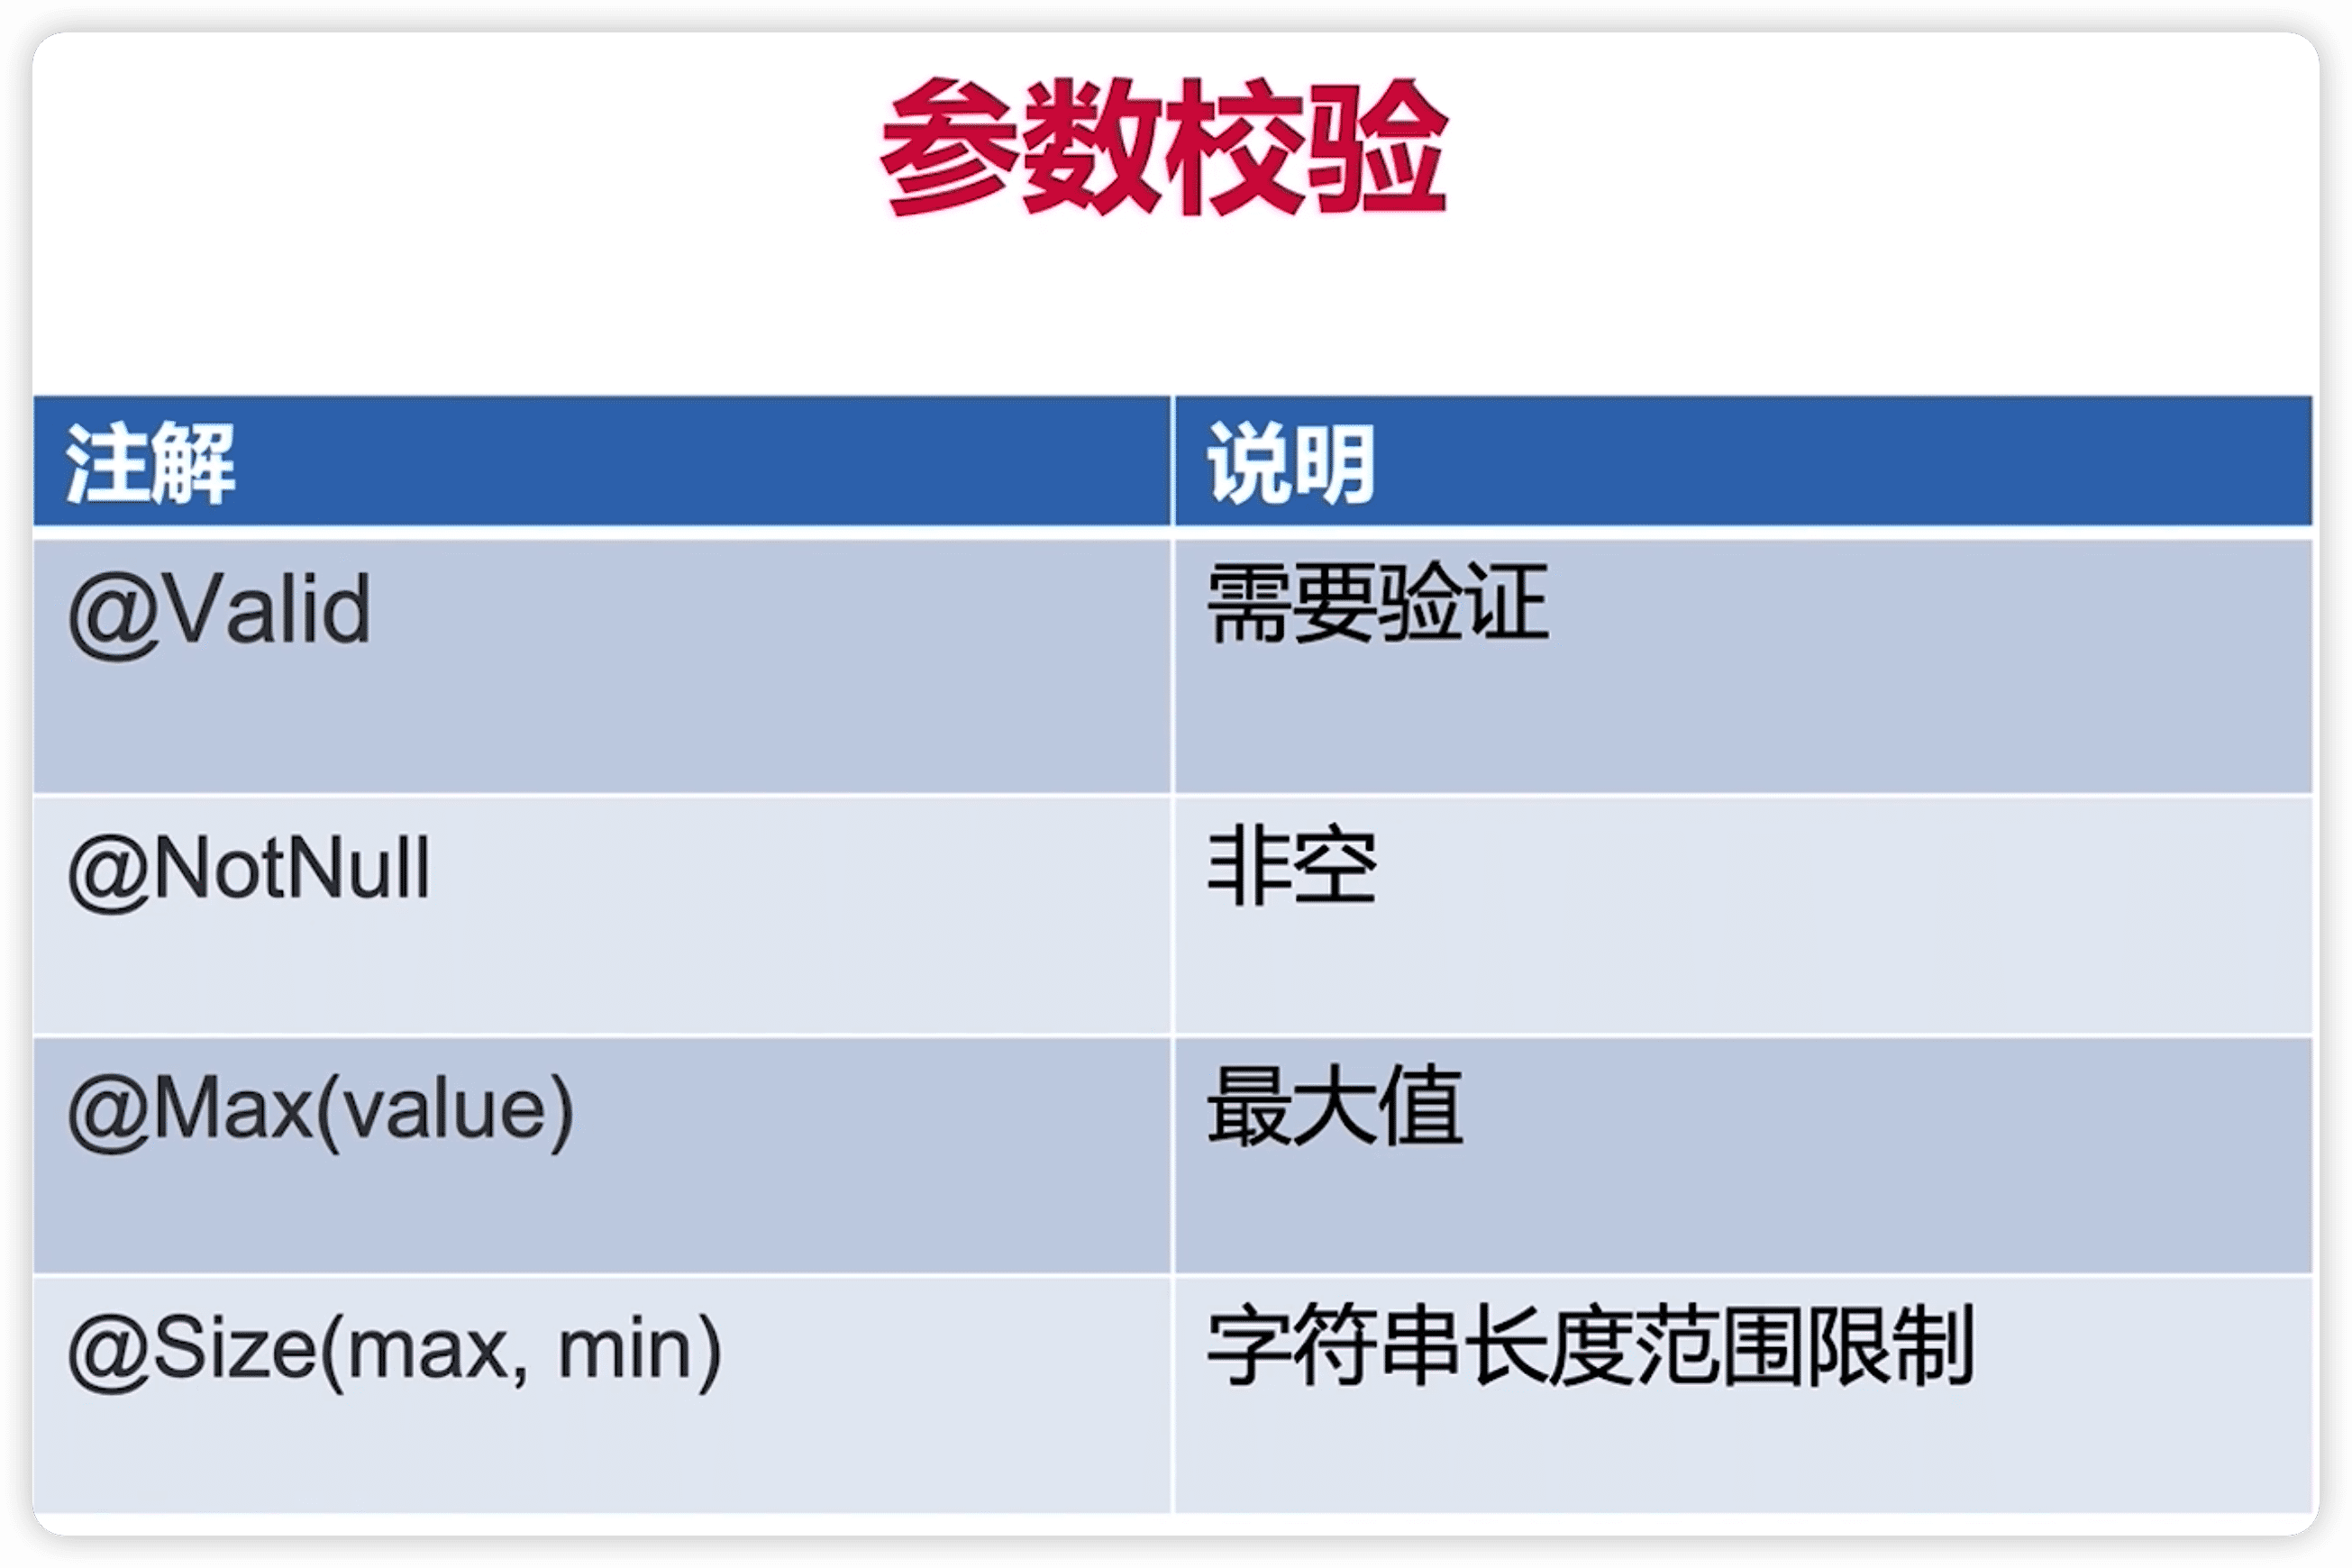 参数校验
注解 说明
@Valid 需要验证
@NotNull 非空
@Max(value) 最大值
@Size(max, min) 字符串长度范围限制